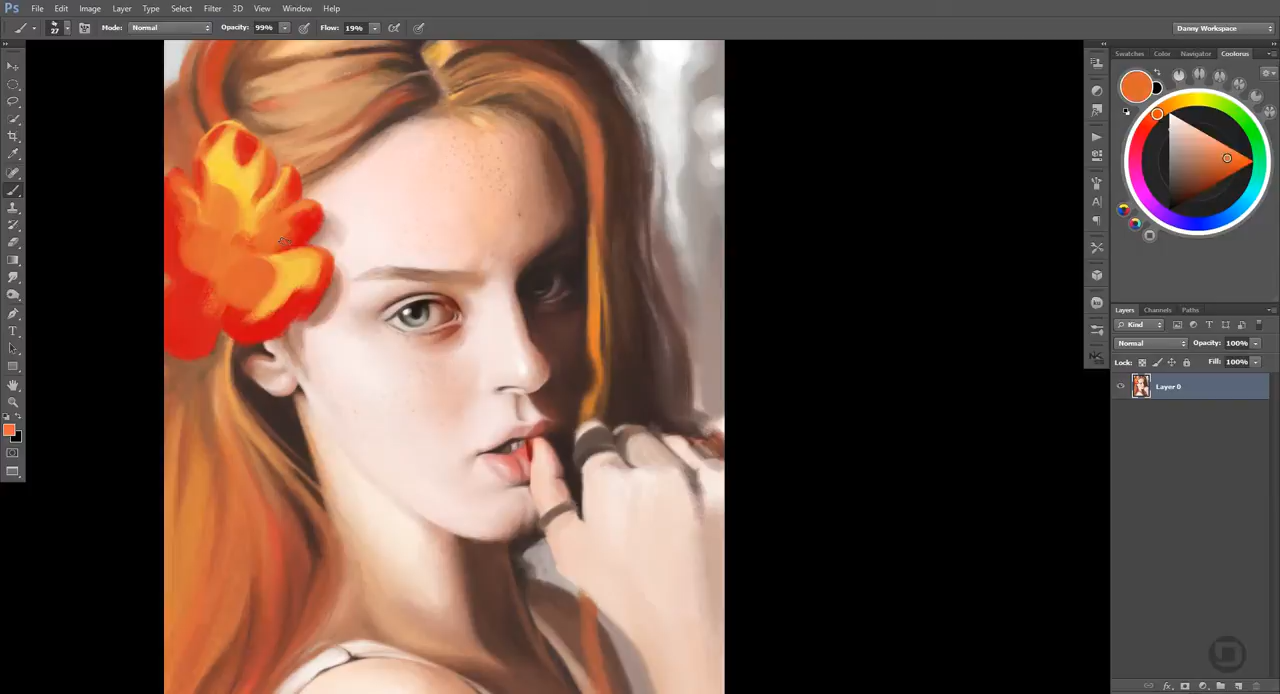 Ps File Edit Image Layer Type Select Filter 3D View Window Help
27 Mode: Normal Opacity: 99% Flow: 19% Danny Workspace
Swatches Color Navigator Coolorus
Layers Channels Paths
Kind
Normal Opacity: 100%
Lock: Fill: 100%
Layer 0